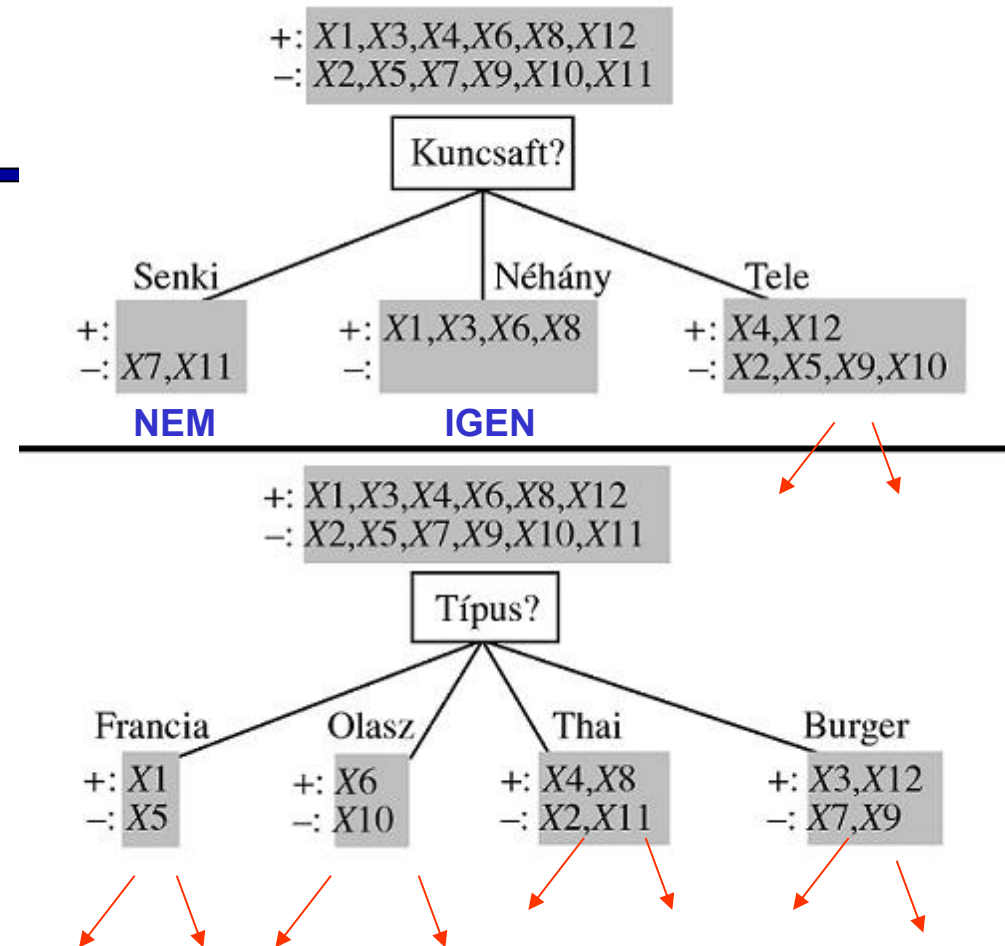 +: X1,X3,X4,X6,X8,X12
–: X2,X5,X7,X9,X10,X11
Kuncsaft?
Senki Néhány Tele
+: +: X1,X3,X6,X8 +: X4,X12
–: X7,X11 –: –: X2,X5,X9,X10
NEM IGEN
+: X1,X3,X4,X6,X8,X12
–: X2,X5,X7,X9,X10,X11
Típus?
Francia Olasz Thai Burger
+: X1 +: X6 +: X4,X8 +: X3,X12
–: X5 –: X10 –: X2,X11 –: X7,X9